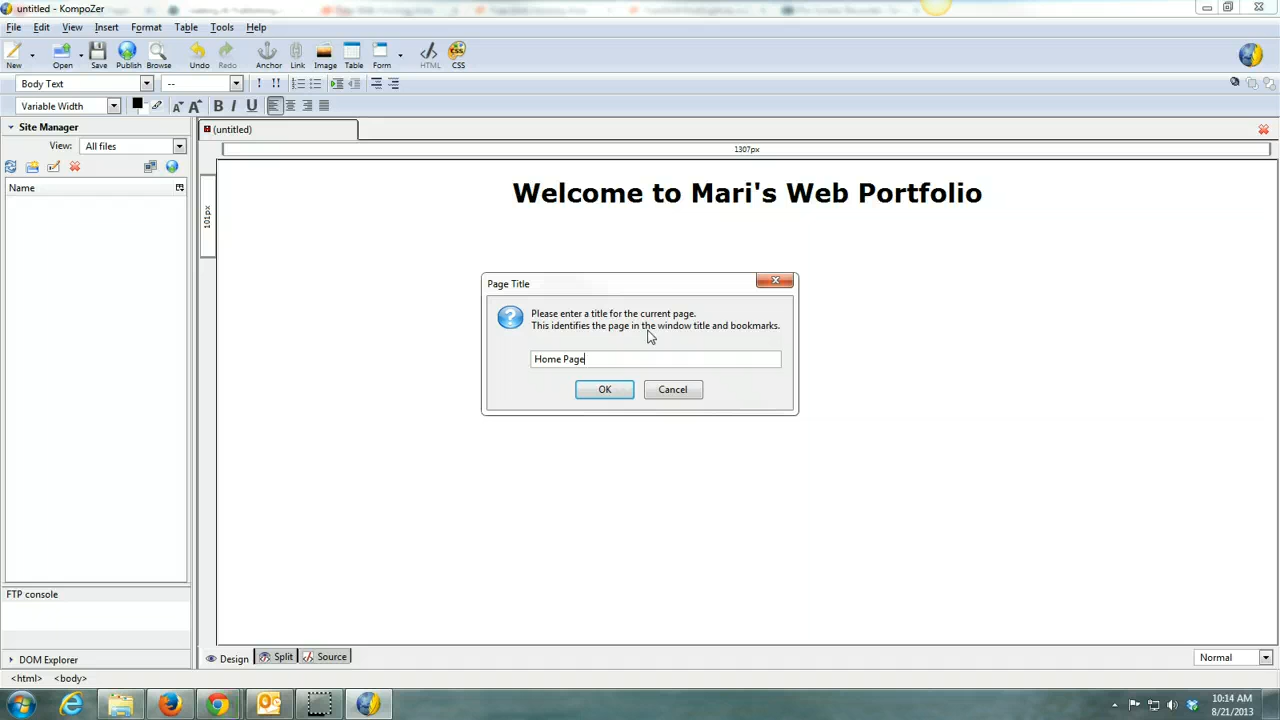 untitled - KompoZer
File Edit View Insert Format Table Tools Help
New Open Save Publish Browse Undo Redo Anchor Link Image Table Form HTML CSS
Body Text --
Variable Width B I U
Site Manager
(untitled)
View: All files
1307px
Name
101px
Welcome to Mari's Web Portfolio
Page Title
Please enter a title for the current page.
This identifies the page in the window title and bookmarks.
Home Page
OK Cancel
FTP console
DOM Explorer
Design Split Source Normal
<html> <body>
10:14 AM
8/21/2013